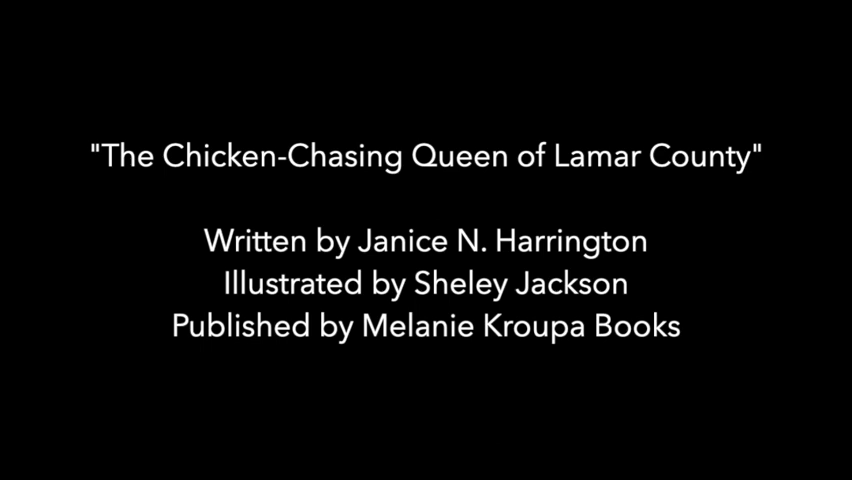 "The Chicken-Chasing Queen of Lamar County"
Written by Janice N. Harrington
Illustrated by Sheley Jackson
Published by Melanie Kroupa Books